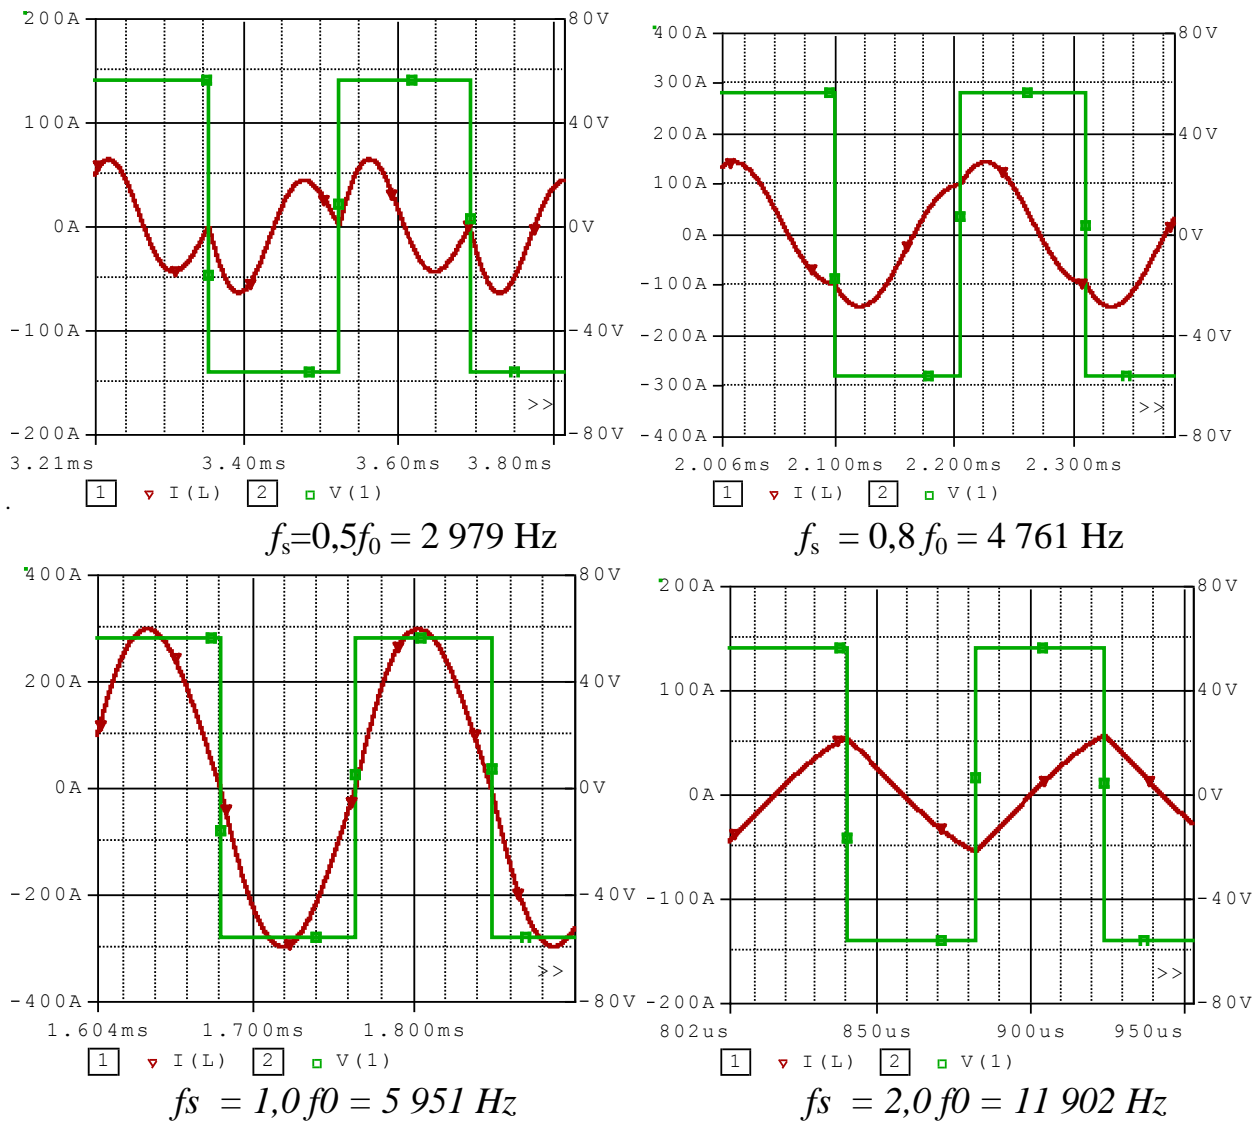 200A 80V
100A 40V
0A 0V
-100A -40V
>>
-200A -80V
3.21ms 3.40ms 3.60ms 3.80ms
1 I(L) 2 V(1)
.
fs=0,5f0 = 2 979 Hz
400A 80V
300A
200A 40V
100A
0A 0V
-100A
-200A -40V
-300A
>>
-400A -80V
2.006ms 2.100ms 2.200ms 2.300ms
1 I(L) 2 V(1)
fs = 0,8 f0 = 4 761 Hz
400A 80V
200A 40V
0A 0V
-200A -40V
>>
-400A -80V
1.604ms 1.700ms 1.800ms
1 I(L) 2 V(1)
fs = 1,0 f0 = 5 951 Hz
200A 80V
100A 40V
0A 0V
-100A -40V
>>
-200A -80V
802us 850us 900us 950us
1 I(L) 2 V(1)
fs = 2,0 f0 = 11 902 Hz